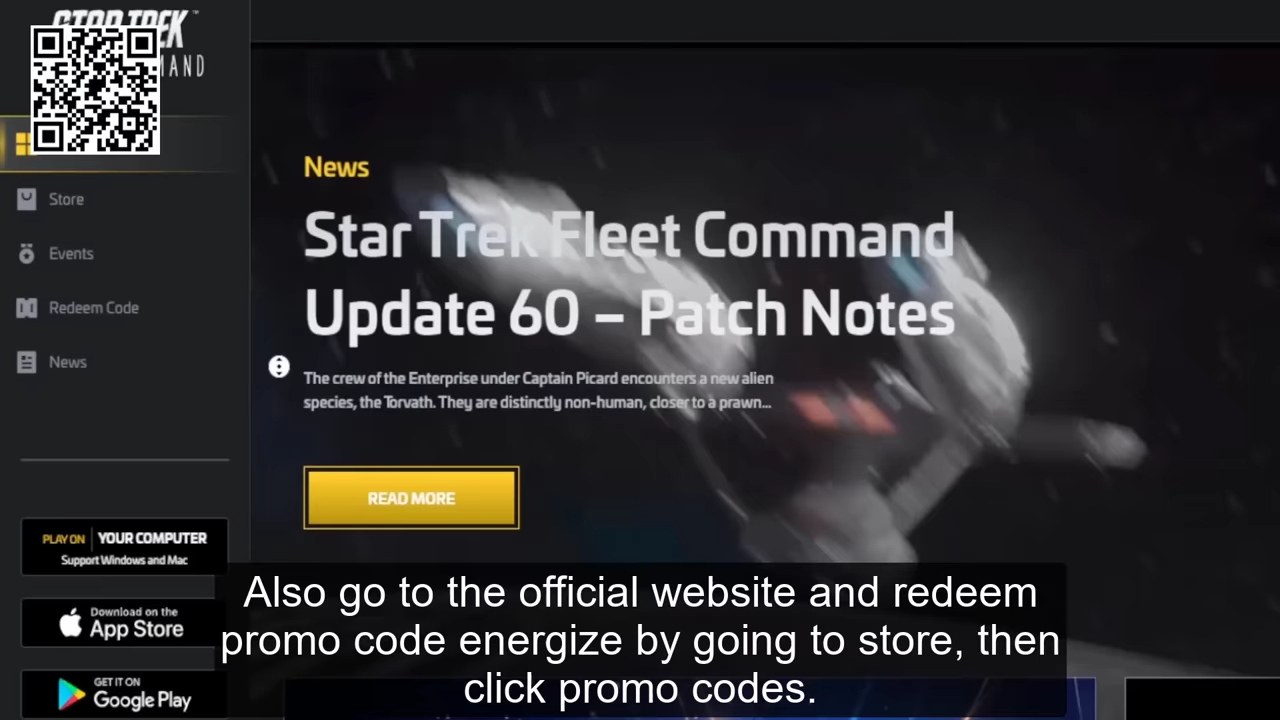 STAR TREK™
MAND
Store
Events
Redeem Code
News
PLAY ON | YOUR COMPUTER
Support Windows and Mac
Download on the
App Store
GET IT ON
Google Play
News
Star Trek Fleet Command
Update 60 – Patch Notes
The crew of the Enterprise under Captain Picard encounters a new alien
species, the Torvath. They are distinctly non-human, closer to a prawn...
READ MORE
Also go to the official website and redeem
promo code energize by going to store, then
click promo codes.